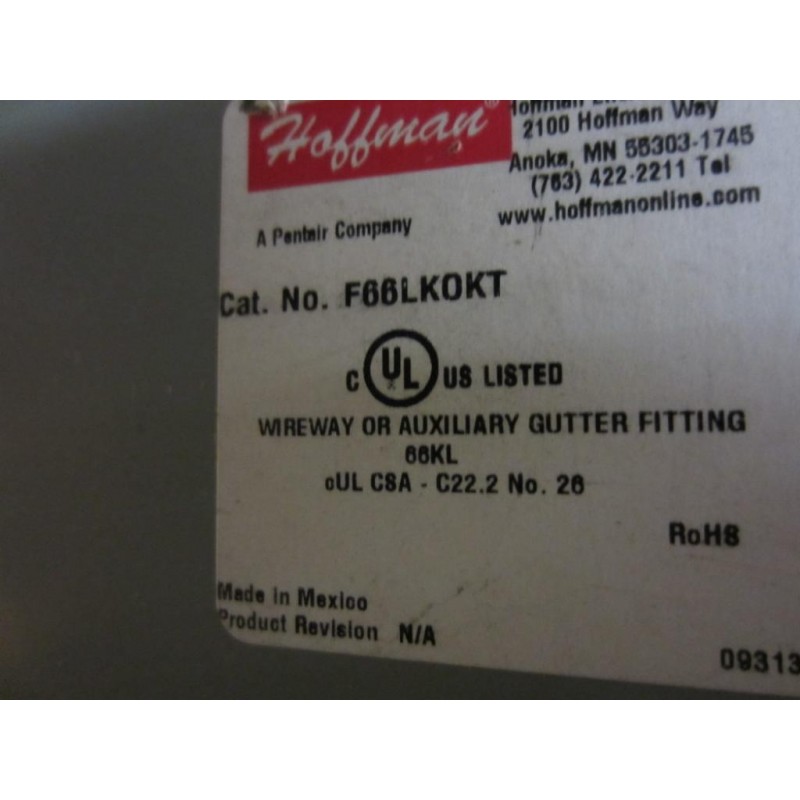 Hoffman®
2100 Hoffman Way
Anoka, MN 55303-1745
(763) 422-2211 Tel
www.hoffmanonline.com
A Pentair Company
Cat. No. F66LKOKT
c UL US LISTED
WIREWAY OR AUXILIARY GUTTER FITTING
66KL
cUL CSA - C22.2 No. 26
RoHS
Made in Mexico
Product Revision N/A
09313